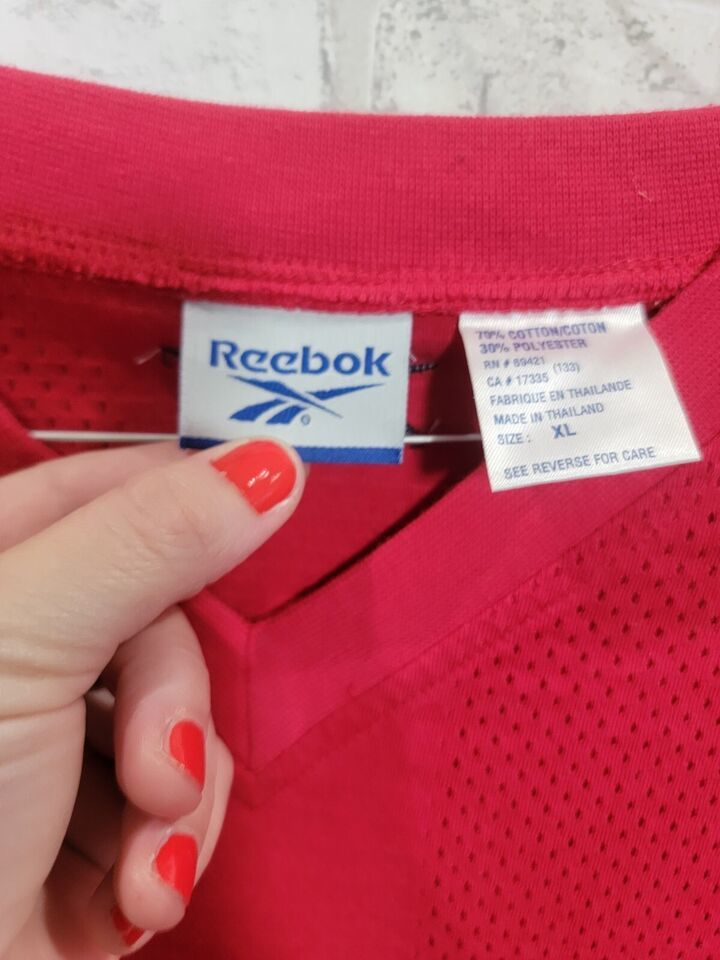 Reebok
®
70% COTTON/COTON
30% POLYESTER
RN # 69421
CA # 17335 (133)
FABRIQUE EN THAILANDE
MADE IN THAILAND
SIZE : XL
SEE REVERSE FOR CARE